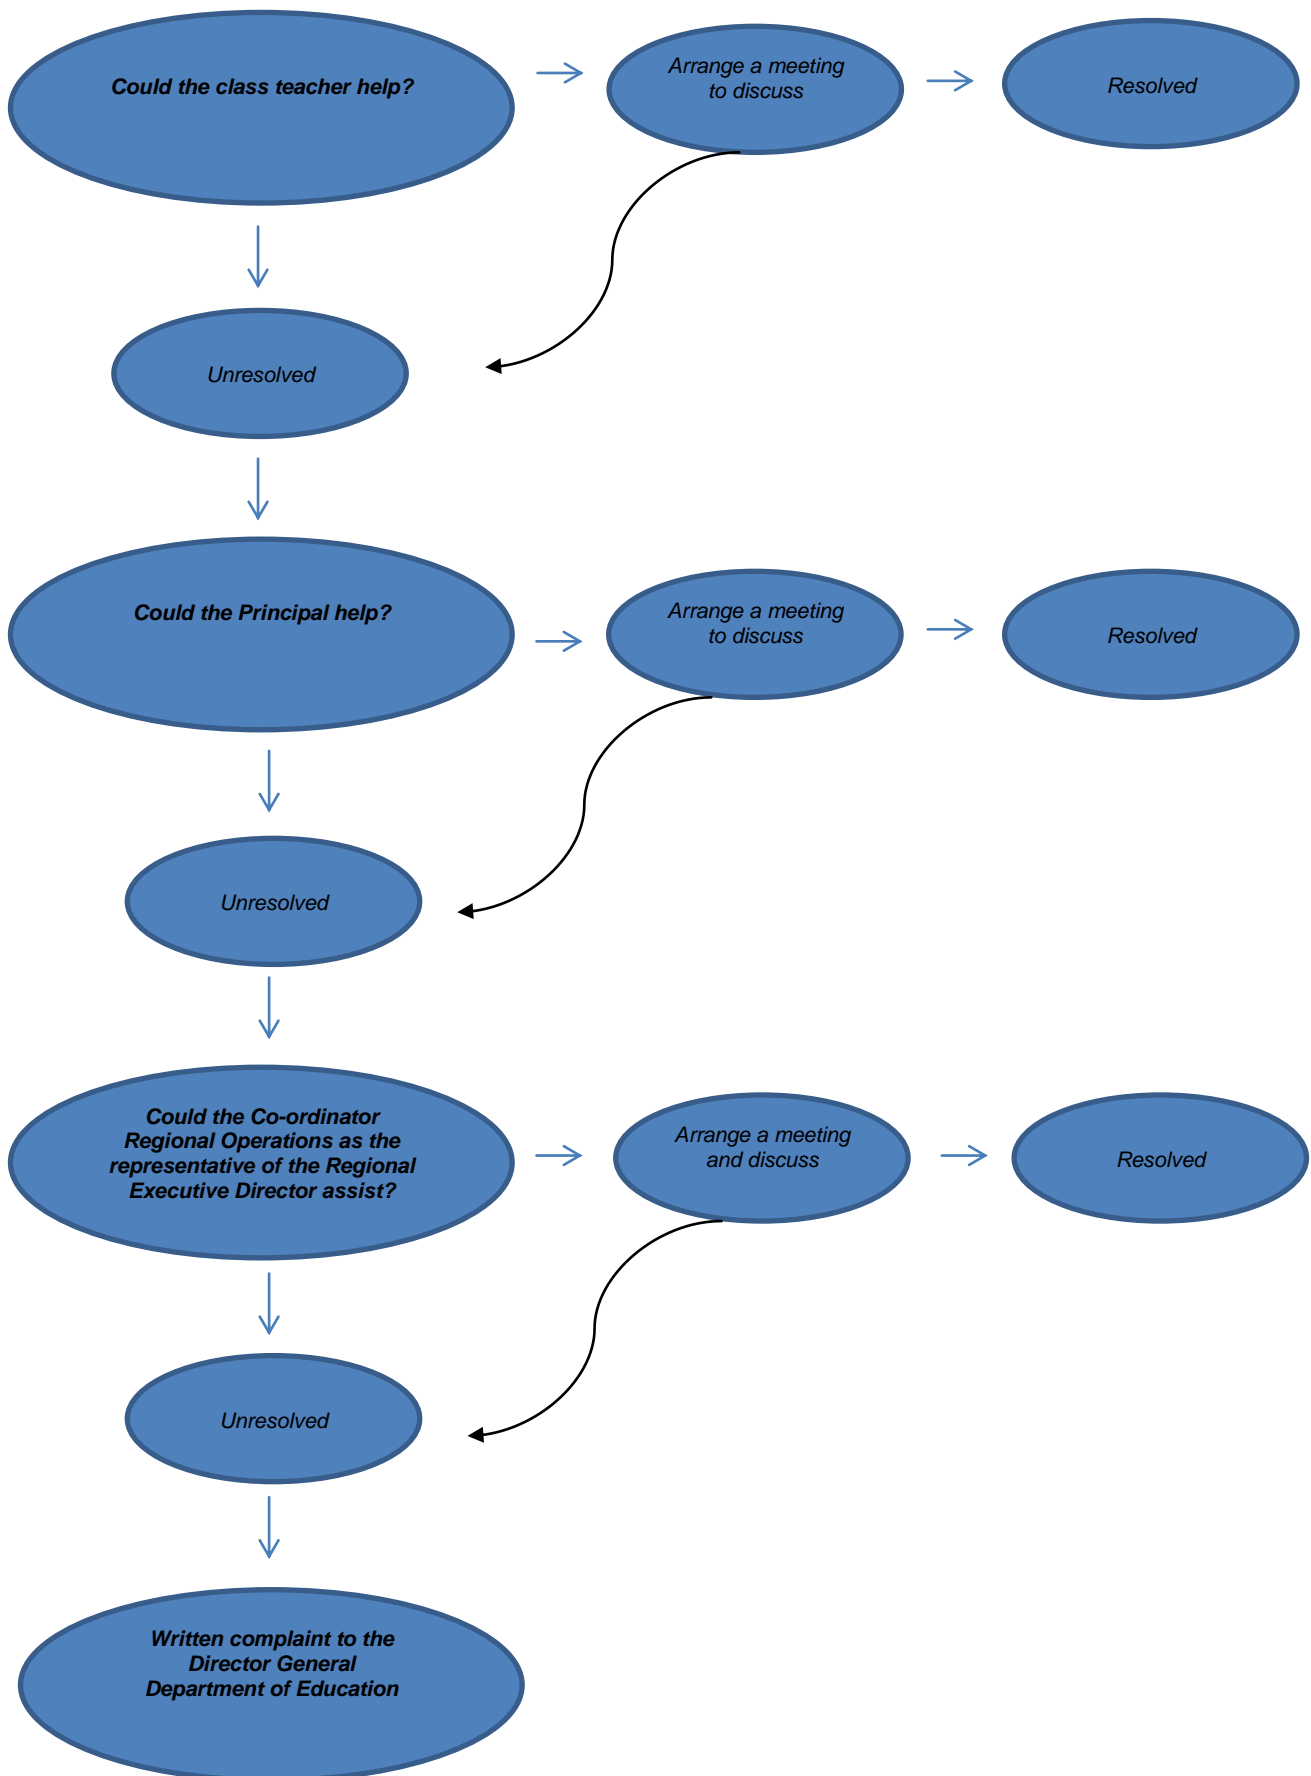 Could the class teacher help?
Arrange a meeting
to discuss
Resolved
Unresolved
Could the Principal help?
Arrange a meeting
to discuss
Resolved
Unresolved
Could the Co-ordinator
Regional Operations as the
representative of the Regional
Executive Director assist?
Arrange a meeting
and discuss
Resolved
Unresolved
Written complaint to the
Director General
Department of Education